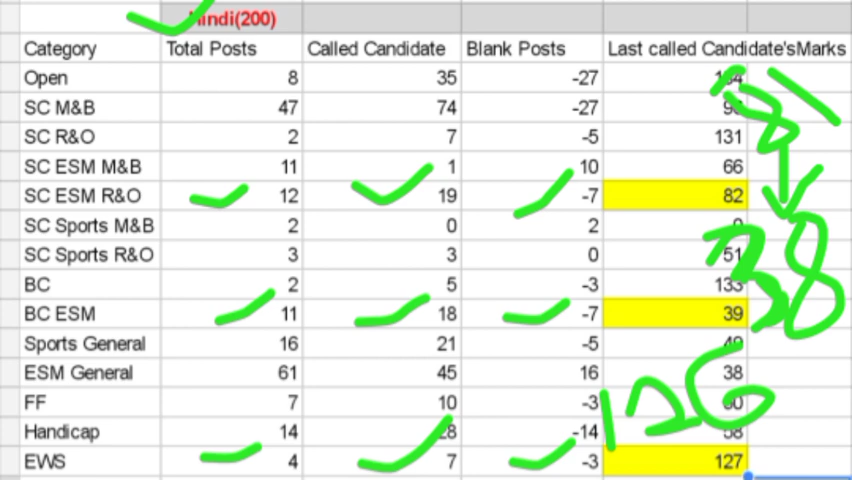 Hindi(200)
Category Total Posts Called Candidate Blank Posts Last called Candidate'sMarks
Open 8 35 -27
SC M&B 47 74 -27
SC R&O 2 7 -5 131
SC ESM M&B 11 1 10 66
SC ESM R&O 12 19 -7 82
SC Sports M&B 2 0 2 0
SC Sports R&O 3 3 0 51
BC 2 5 -3 133
BC ESM 11 18 -7 39
38
Sports General 16 21 -5 49
ESM General 61 45 16 38
FF 7 10 -3
126
Handicap 14 28 -14 58
EWS 4 7 -3 127